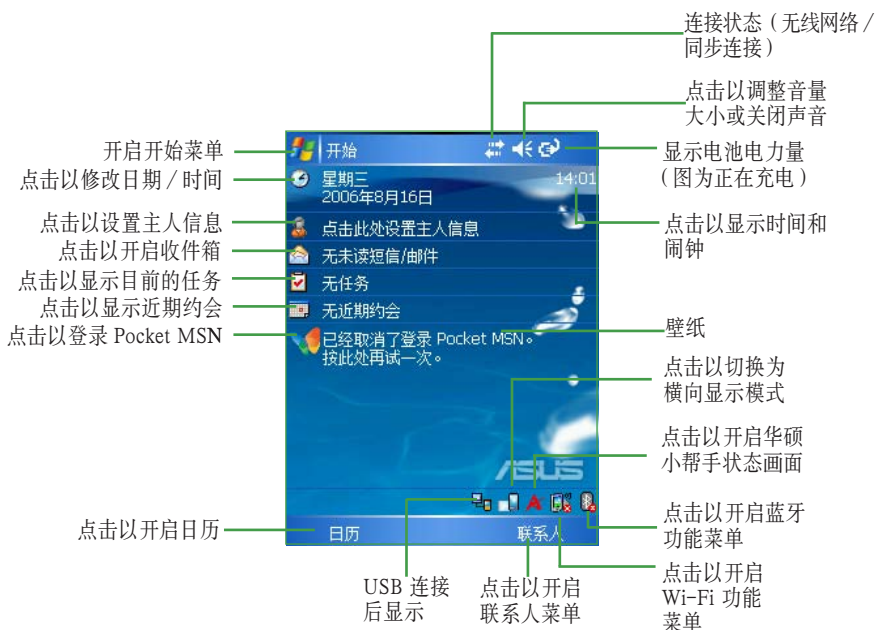 连接状态（无线网络／
同步连接）
点击以调整音量
大小或关闭声音
显示电池电力量
（图为正在充电）
点击以显示时间和
闹钟
壁纸
点击以切换为
横向显示模式
点击以开启华硕
小帮手状态画面
点击以开启蓝牙
功能菜单
点击以开启
Wi-Fi 功能
菜单
开启开始菜单
点击以修改日期／时间
点击以设置主人信息
点击以开启收件箱
点击以显示目前的任务
点击以显示近期约会
点击以登录 Pocket MSN
点击以开启日历
USB 连接
后显示
点击以开启
联系人菜单
开始
星期三
14:01
2006年8月16日
点击此处设置主人信息
无未读短信/邮件
无任务
无近期约会
已经取消了登录 Pocket MSN。
按此处再试一次。
ASUS
日历
联系人